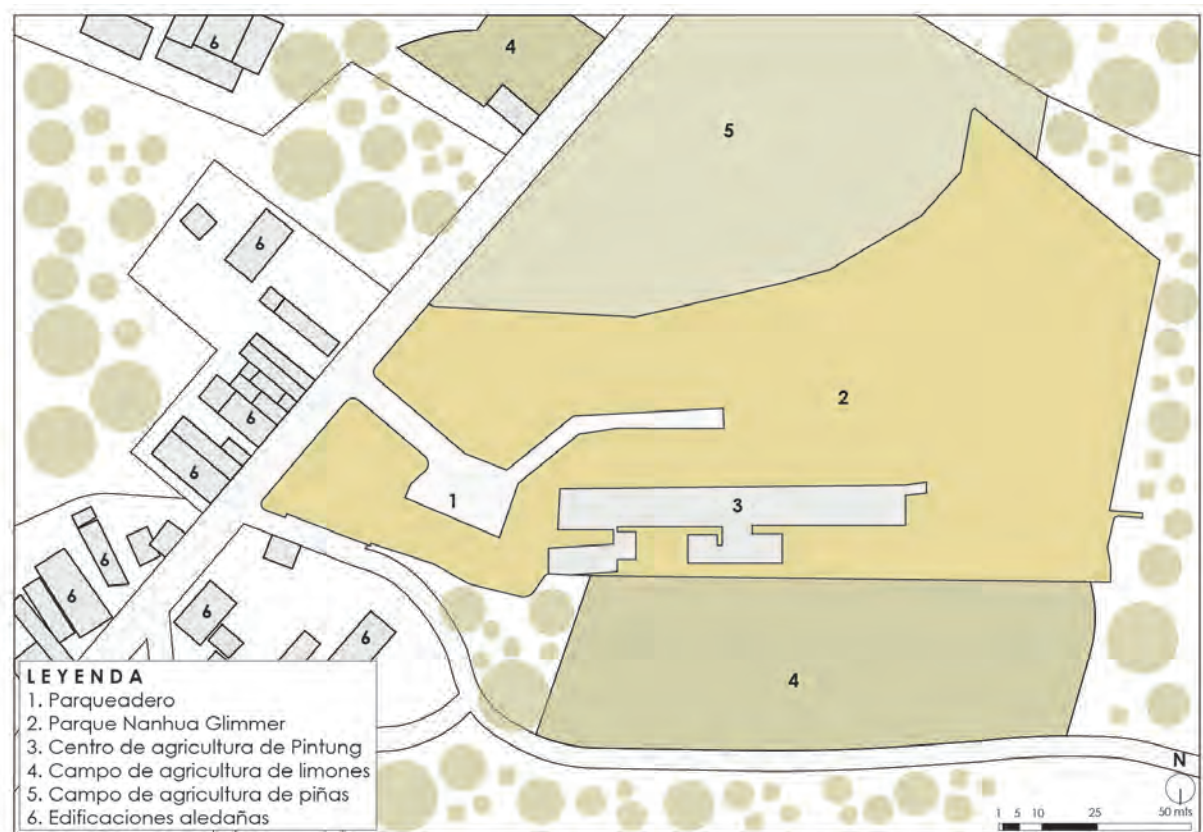 6
4
5
6
2
6
6
1
3
6
6
6
6
4
LEYENDA
1. Parqueadero
2. Parque Nanhua Glimmer
3. Centro de agricultura de Pintung
4. Campo de agricultura de limones
5. Campo de agricultura de piñas
6. Edificaciones aledañas
N
1 5 10 25 50 mts